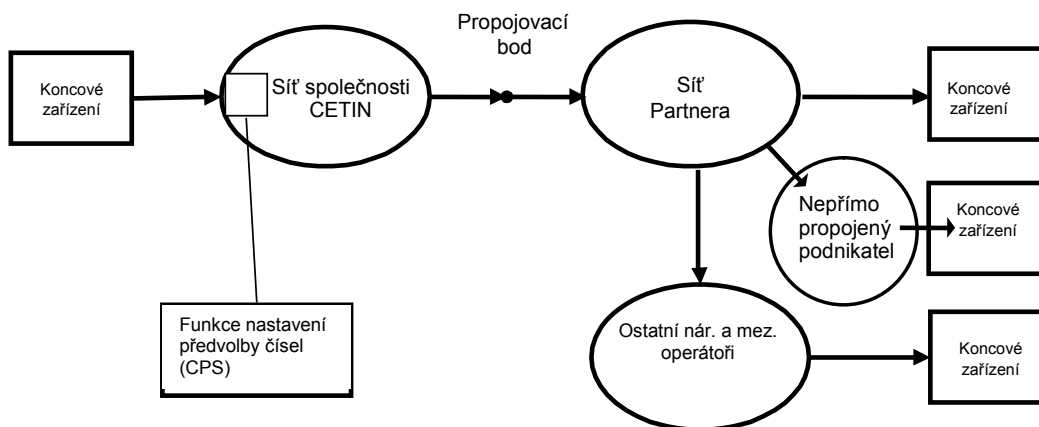 Propojovací
bod
Koncové
zařízení
Síť společnosti
CETIN
Síť
Partnera
Koncové
zařízení
Nepřímo
propojený
podnikatel
Koncové
zařízení
Funkce nastavení
předvolby čísel
(CPS)
Ostatní nár. a mez.
operátoři
Koncové
zařízení